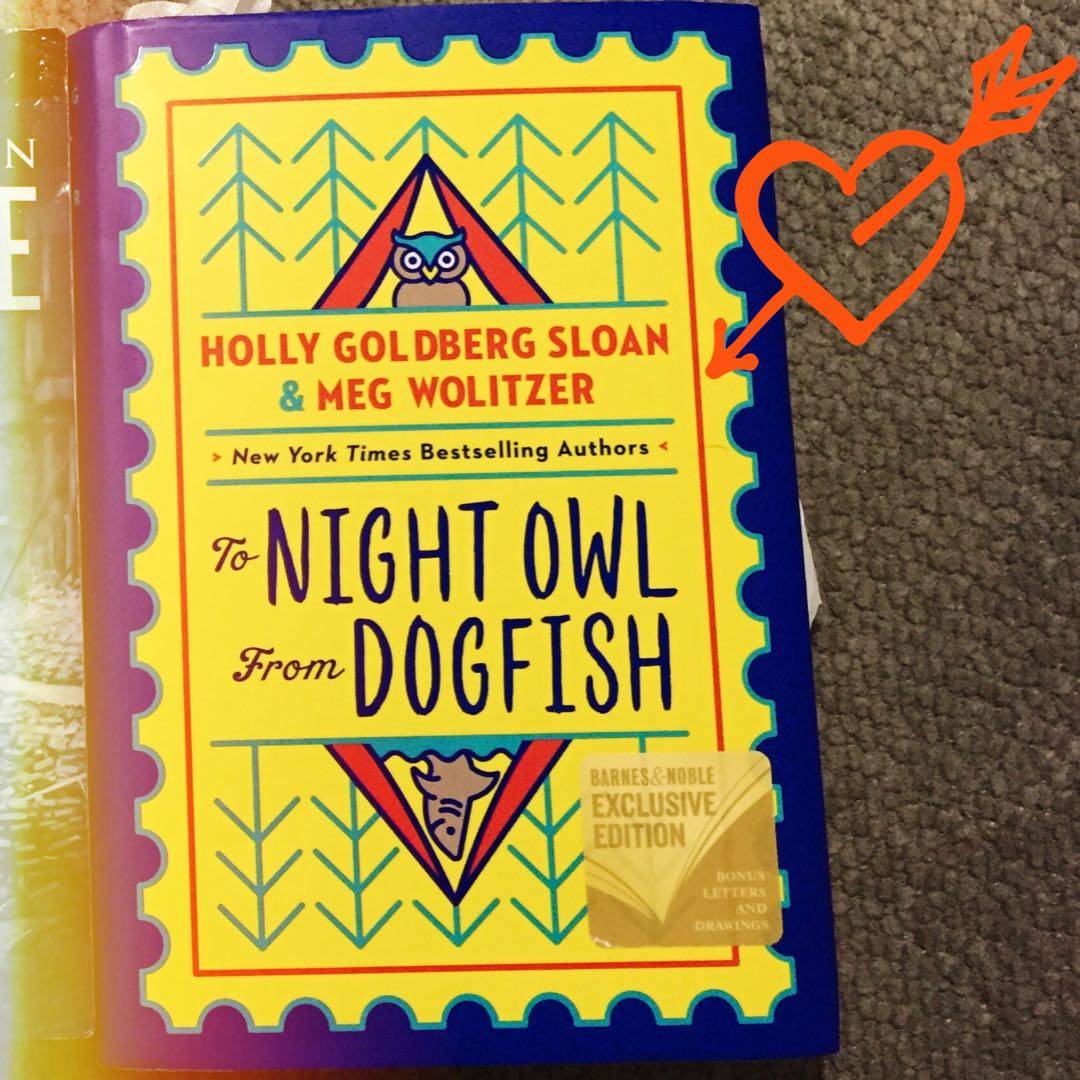 N
E
HOLLY GOLDBERG SLOAN
& MEG WOLITZER
> New York Times Bestselling Authors <
To NIGHT OWL
From DOGFISH
BARNES&NOBLE
EXCLUSIVE
EDITION
BONUS
LETTERS
AND
DRAWINGS